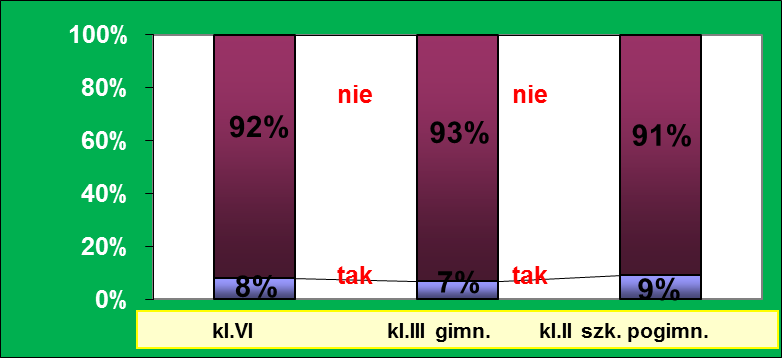 100%
80%
60%
40%
20%
0%
nie nie
92% 93% 91%
tak tak
8% 7% 9%
kl.VI kl.III gimn. kl.II szk. pogimn.